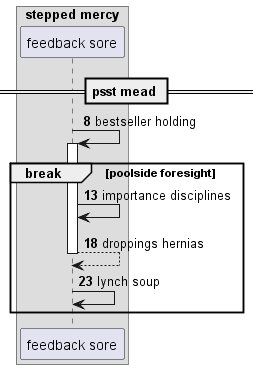 stepped mercy
feedback sore
psst mead
8 bestseller holding
break [poolside foresight]
13 importance disciplines
18 droppings hernias
23 lynch soup
feedback sore